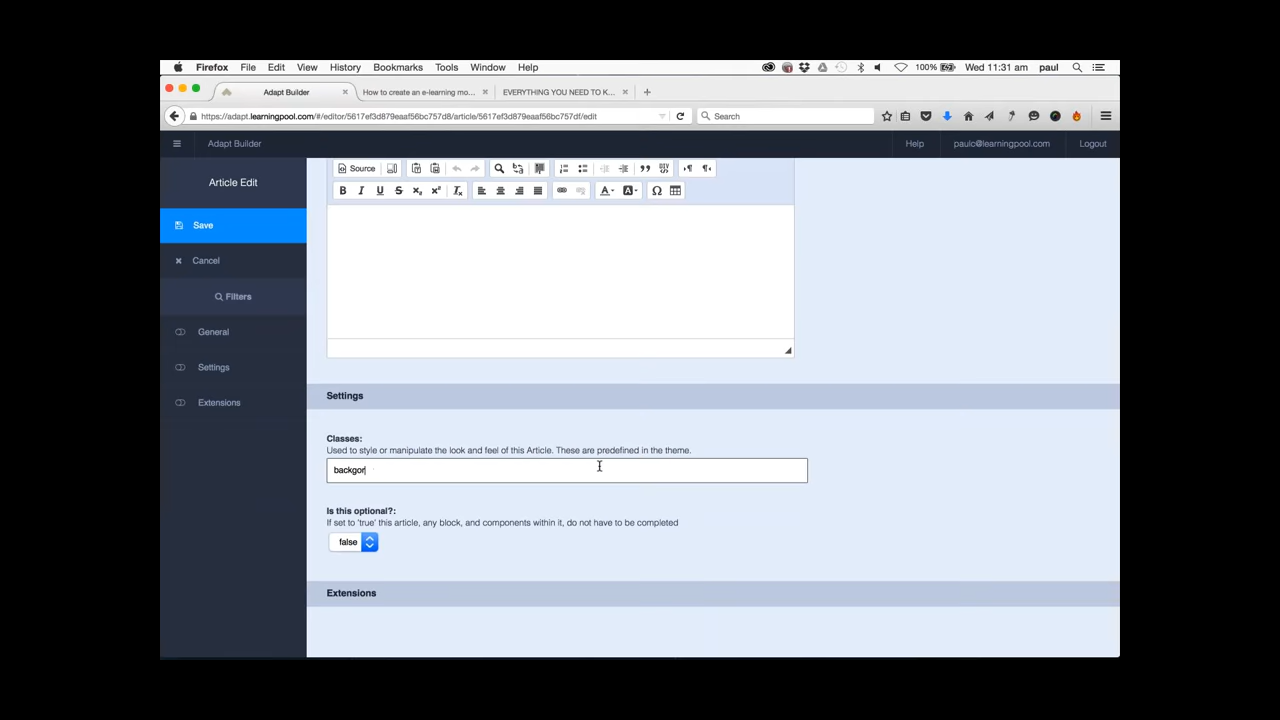 Firefox File Edit View History Bookmarks Tools Window Help 100% Wed 11:31 am paul
Adapt Builder How to create an e-learning mo... EVERYTHING YOU NEED TO K...
https://adapt.learningpool.com/#/editor/5617ef3d879eaaf56bc757d8/article/5617ef3d879eaaf56bc757df/edit Search
Adapt Builder Help paulc@learningpool.com Logout
Article Edit
Save
Cancel
Filters
General
Settings
Extensions
Source
B I U S x₂ x² Tx A A Ω
Settings
Classes:
Used to style or manipulate the look and feel of this Article. These are predefined in the theme.
backgor
Is this optional?:
If set to 'true' this article, any block, and components within it, do not have to be completed
false
Extensions